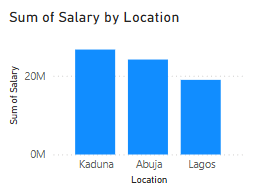 Sum of Salary by Location
Sum of Salary
20M
0M
Kaduna Abuja Lagos
Location